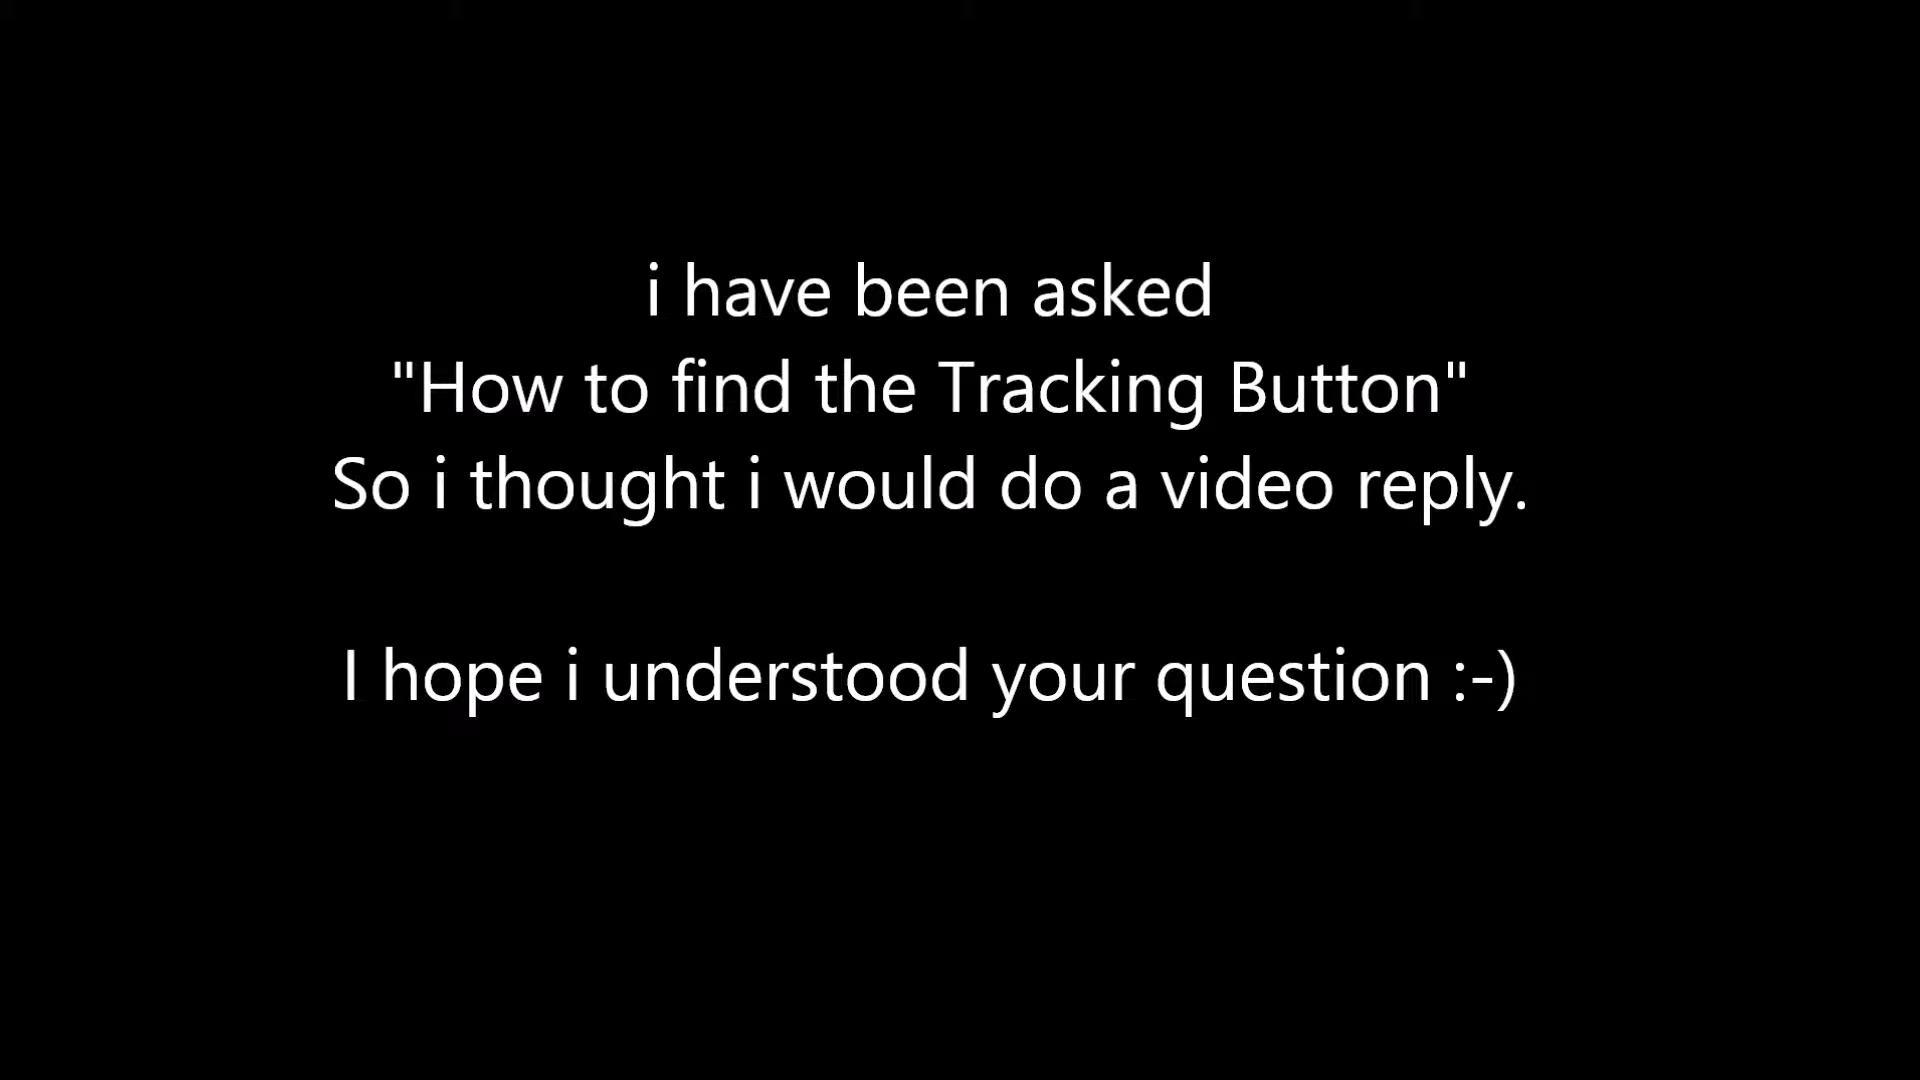 i have been asked
"How to find the Tracking Button"
So i thought i would do a video reply.
I hope i understood your question :-)